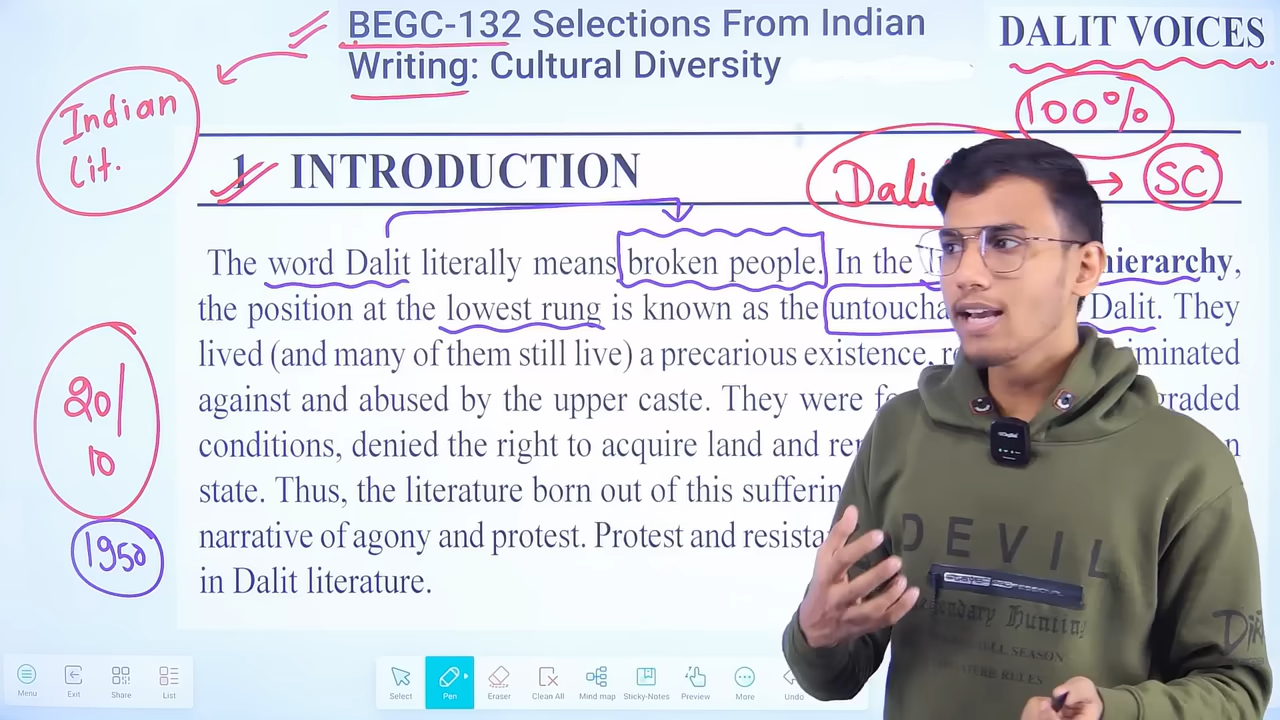 BEGC-132 Selections From Indian
Writing: Cultural Diversity
DALIT VOICES
Indian
Lit.
100%
Dali
→ SC
1 INTRODUCTION
The word Dalit literally means broken people. In the hierarchy,
the position at the lowest rung is known as the untoucha Dalit. They
lived (and many of them still live) a precarious existence, iminated
against and abused by the upper caste. They were graded
conditions, denied the right to acquire land and
state. Thus, the literature born out of this sufferin
narrative of agony and protest. Protest and resista
in Dalit literature.
20/
10
1950
DEVIL
Legendary Hunting
Menu
Exit
Share
List
Select
Pen
Eraser
Clean All
Mind map
Sticky-Notes
Preview
More
Undo